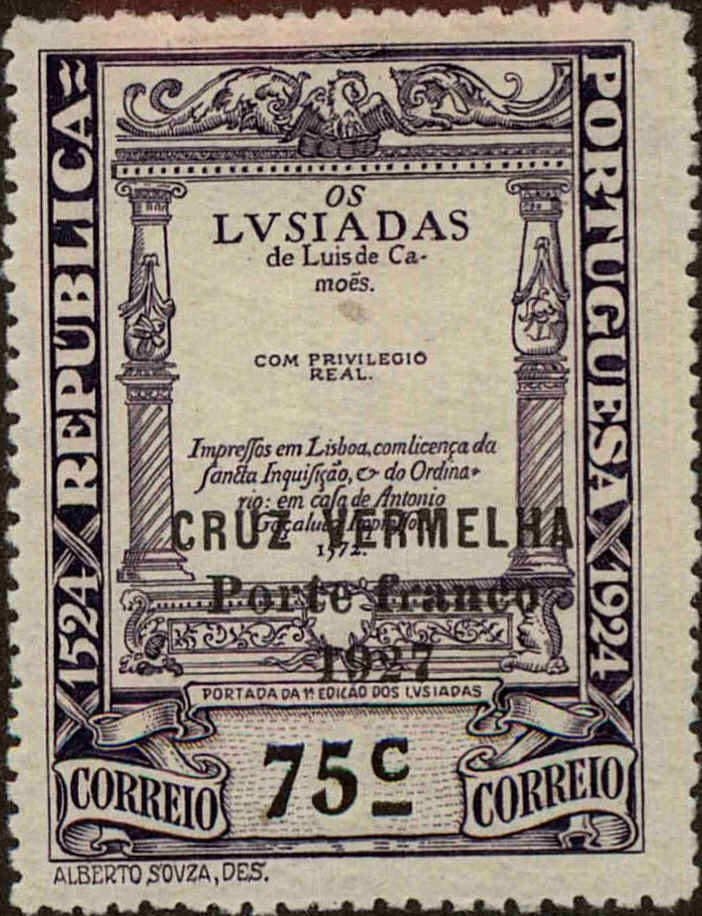 1524 REPUBLICA
PORTUGUESA 1924
OS
LVSIADAS
de Luis de Ca-
moẽs.
COM PRIVILEGIO
REAL.
Impreſſos em Lisboa, com licença da
ſancta Inquiſição, & do Ordina-
rio: em caſa de Antonio
Gõçaluez Impreſſor.
CRUZ VERMELHA
1572.
Porte franco
1927
PORTADA DA 1ª EDIÇÃO DOS LVSIADAS
75C
CORREIO
CORREIO
ALBERTO SOVZA, DES.